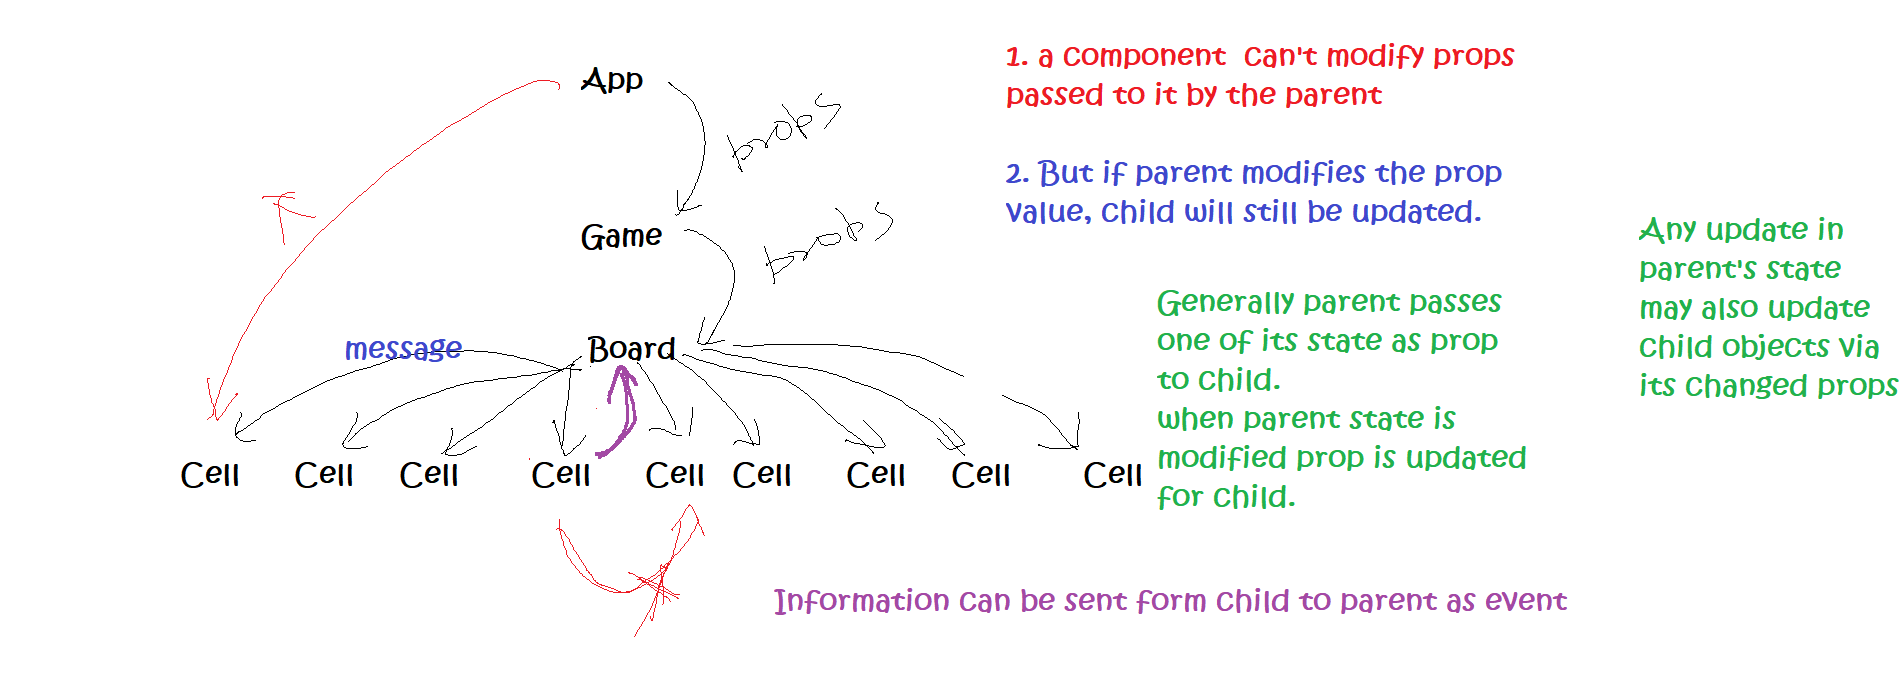 App
props
Game
props
message
Board
Cell Cell Cell Cell Cell Cell Cell Cell Cell
1. a component can't modify props
passed to it by the parent
2. But if parent modifies the prop
value, child will still be updated.
Generally parent passes
one of its state as prop
to child.
when parent state is
modified prop is updated
for child.
Any update in
parent's state
may also update
child objects via
its changed props
Information can be sent form child to parent as event